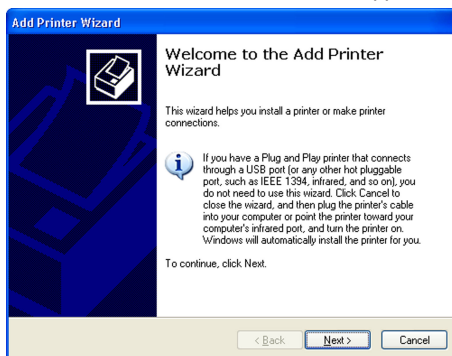 Add Printer Wizard
Welcome to the Add Printer
Wizard
This wizard helps you install a printer or make printer
connections.
If you have a Plug and Play printer that connects
through a USB port (or any other hot pluggable
port, such as IEEE 1394, infrared, and so on), you
do not need to use this wizard. Click Cancel to
close the wizard, and then plug the printer's cable
into your computer or point the printer toward your
computer's infrared port, and turn the printer on.
Windows will automatically install the printer for you.
To continue, click Next.
< Back Next > Cancel